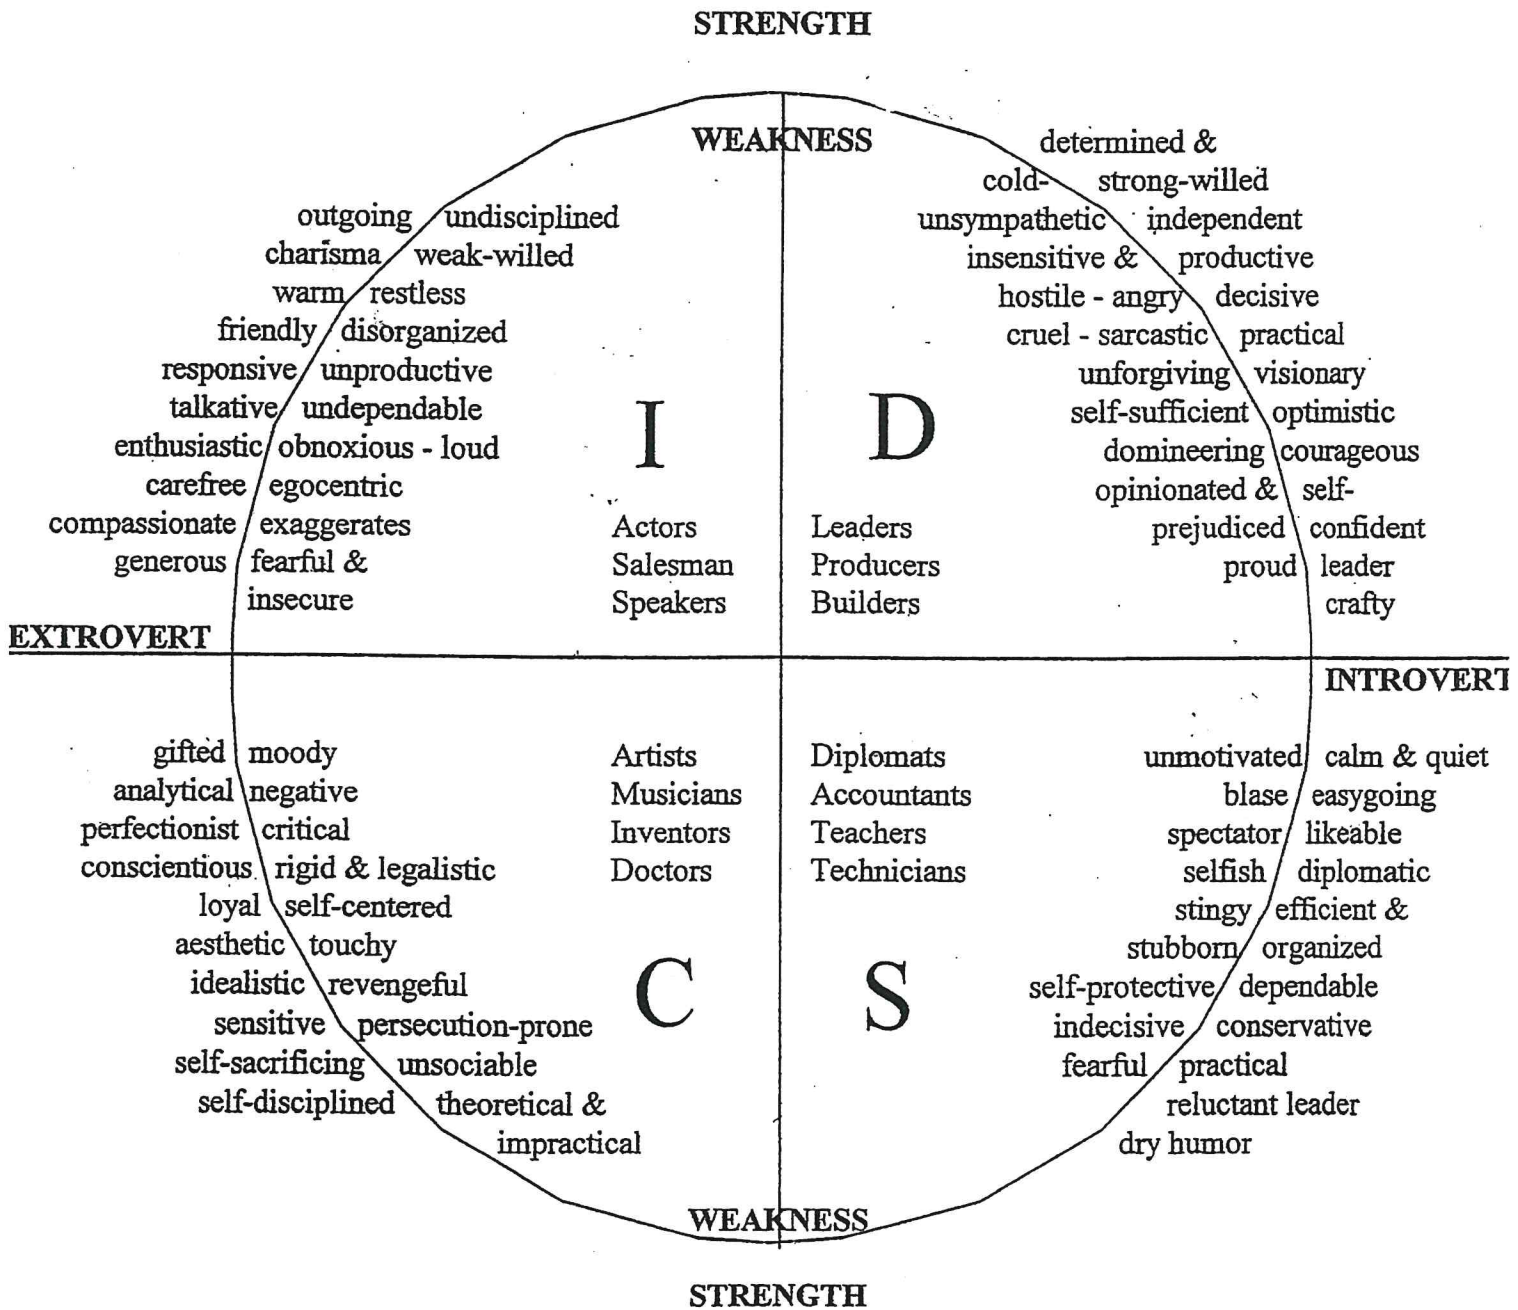 STRENGTH
WEAKNESS
outgoing undisciplined
charisma weak-willed
warm restless
friendly disorganized
responsive unproductive
talkative undependable
enthusiastic obnoxious - loud
carefree egocentric
compassionate exaggerates
generous fearful &
insecure
I
Actors
Salesman
Speakers
D
Leaders
Producers
Builders
determined &
cold- strong-willed
unsympathetic independent
insensitive & productive
hostile - angry decisive
cruel - sarcastic practical
unforgiving visionary
self-sufficient optimistic
domineering courageous
opinionated & self-
prejudiced confident
proud leader
crafty
EXTROVERT
INTROVERT
gifted moody
analytical negative
perfectionist critical
conscientious rigid & legalistic
loyal self-centered
aesthetic touchy
idealistic revengeful
sensitive persecution-prone
self-sacrificing unsociable
self-disciplined theoretical &
impractical
Artists
Musicians
Inventors
Doctors
C
Diplomats
Accountants
Teachers
Technicians
S
unmotivated calm & quiet
blase easygoing
spectator likeable
selfish diplomatic
stingy efficient &
stubborn organized
self-protective dependable
indecisive conservative
fearful practical
reluctant leader
dry humor
WEAKNESS
STRENGTH